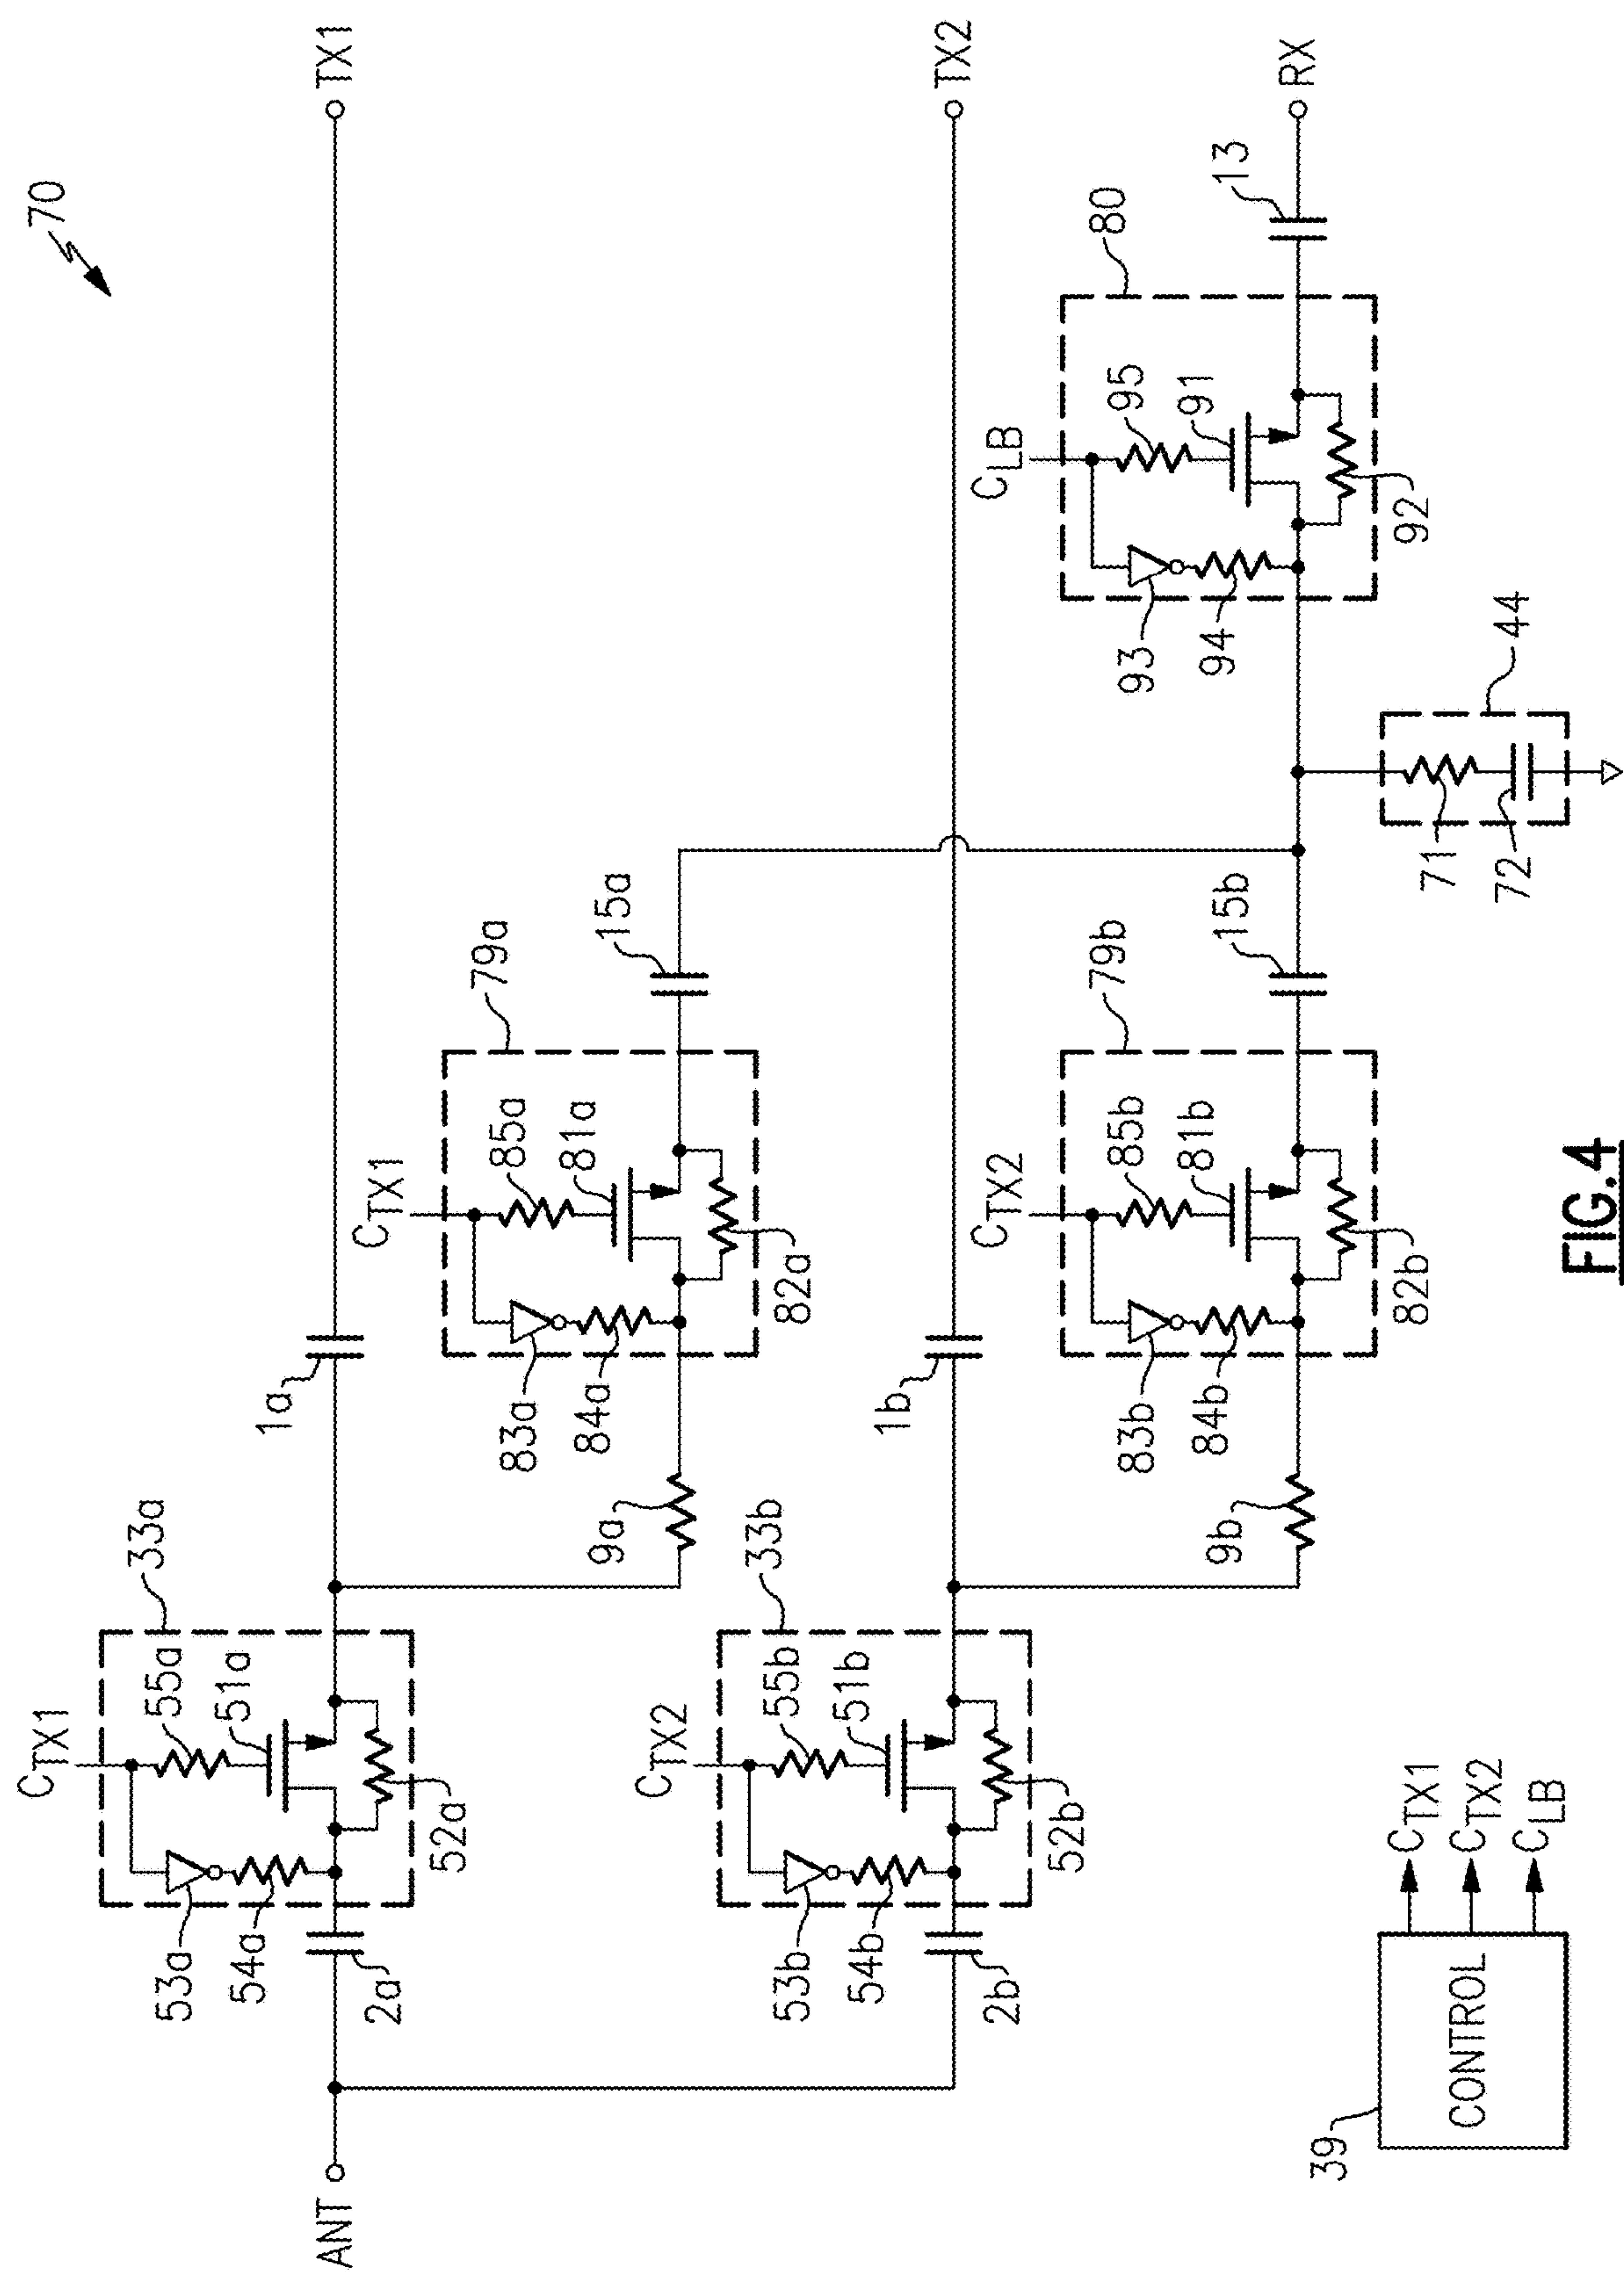 70
TX1
TX2
RX
ANT
CTX1
33a
55a
51a
53a
54a
52a
2a
1a
CTX1
79a
85a
81a
83a
84a
82a
9a
15a
CTX2
33b
55b
51b
53b
54b
52b
2b
1b
CTX2
79b
85b
81b
83b
84b
82b
9b
15b
CLB
80
95
91
93
94
92
13
44
71
72
39
CONTROL
CTX1
CTX2
CLB
FIG.4